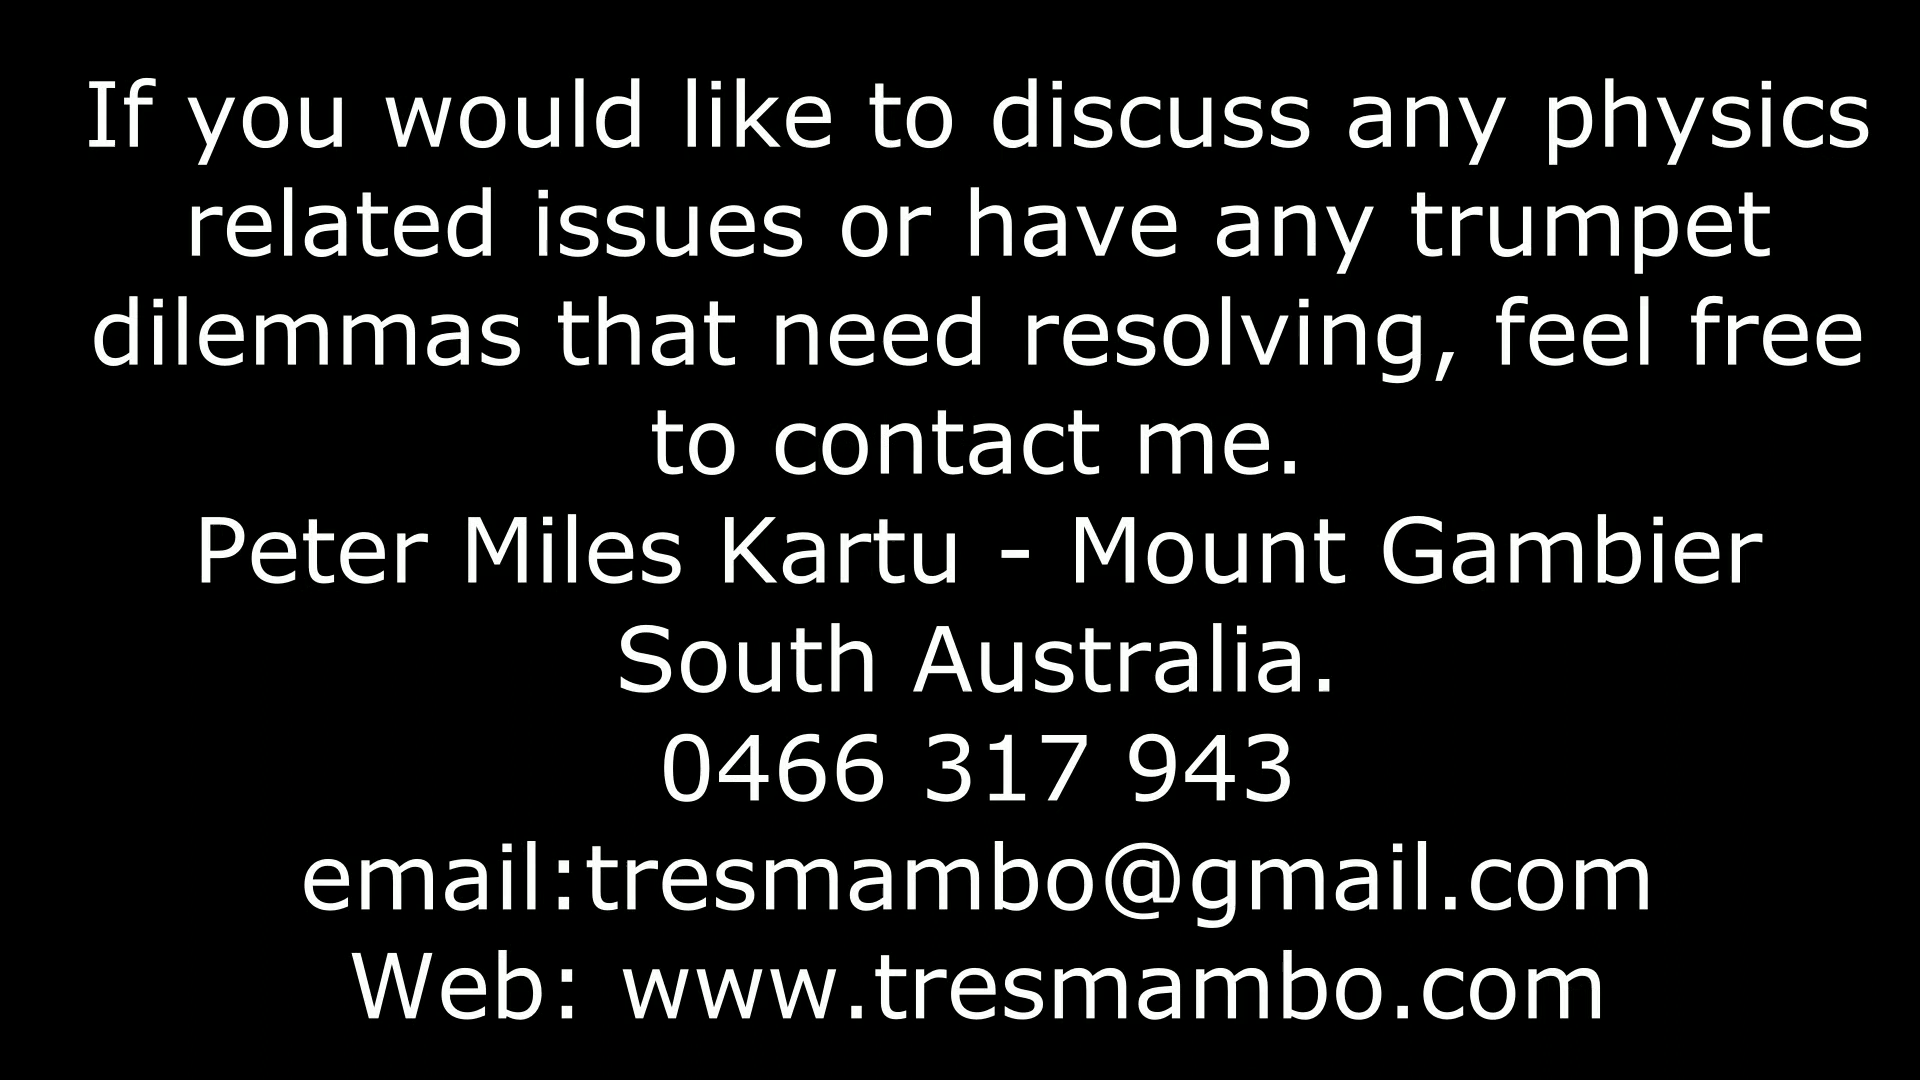 If you would like to discuss any physics
related issues or have any trumpet
dilemmas that need resolving, feel free
to contact me.
Peter Miles Kartu - Mount Gambier
South Australia.
0466 317 943
email:tresmambo@gmail.com
Web: www.tresmambo.com